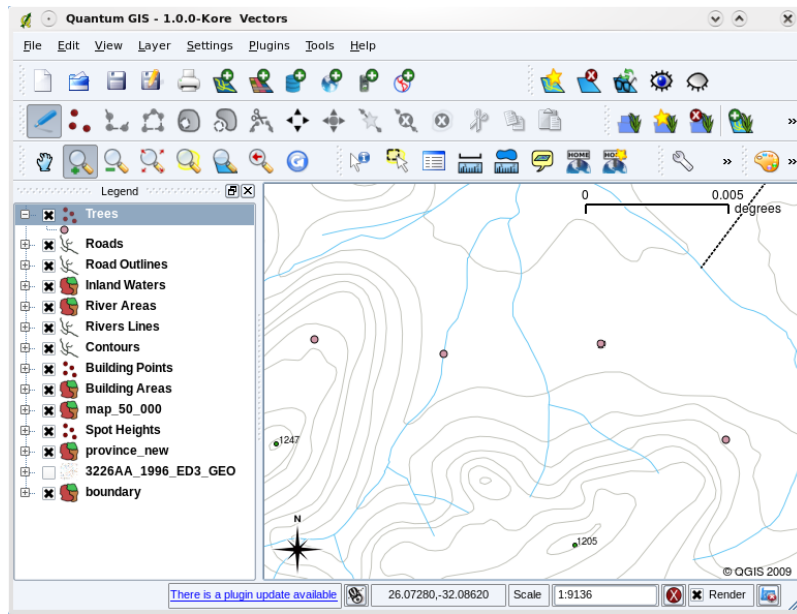 Quantum GIS - 1.0.0-Kore Vectors
File Edit View Layer Settings Plugins Tools Help
HOME HO
Legend
Trees
Roads
Road Outlines
Inland Waters
River Areas
Rivers Lines
Contours
Building Points
Building Areas
map_50_000
Spot Heights
province_new
3226AA_1996_ED3_GEO
boundary
0 0.005
degrees
1247
1205
N
© QGIS 2009
There is a plugin update available 26.07280,-32.08620 Scale 1:9136 Render